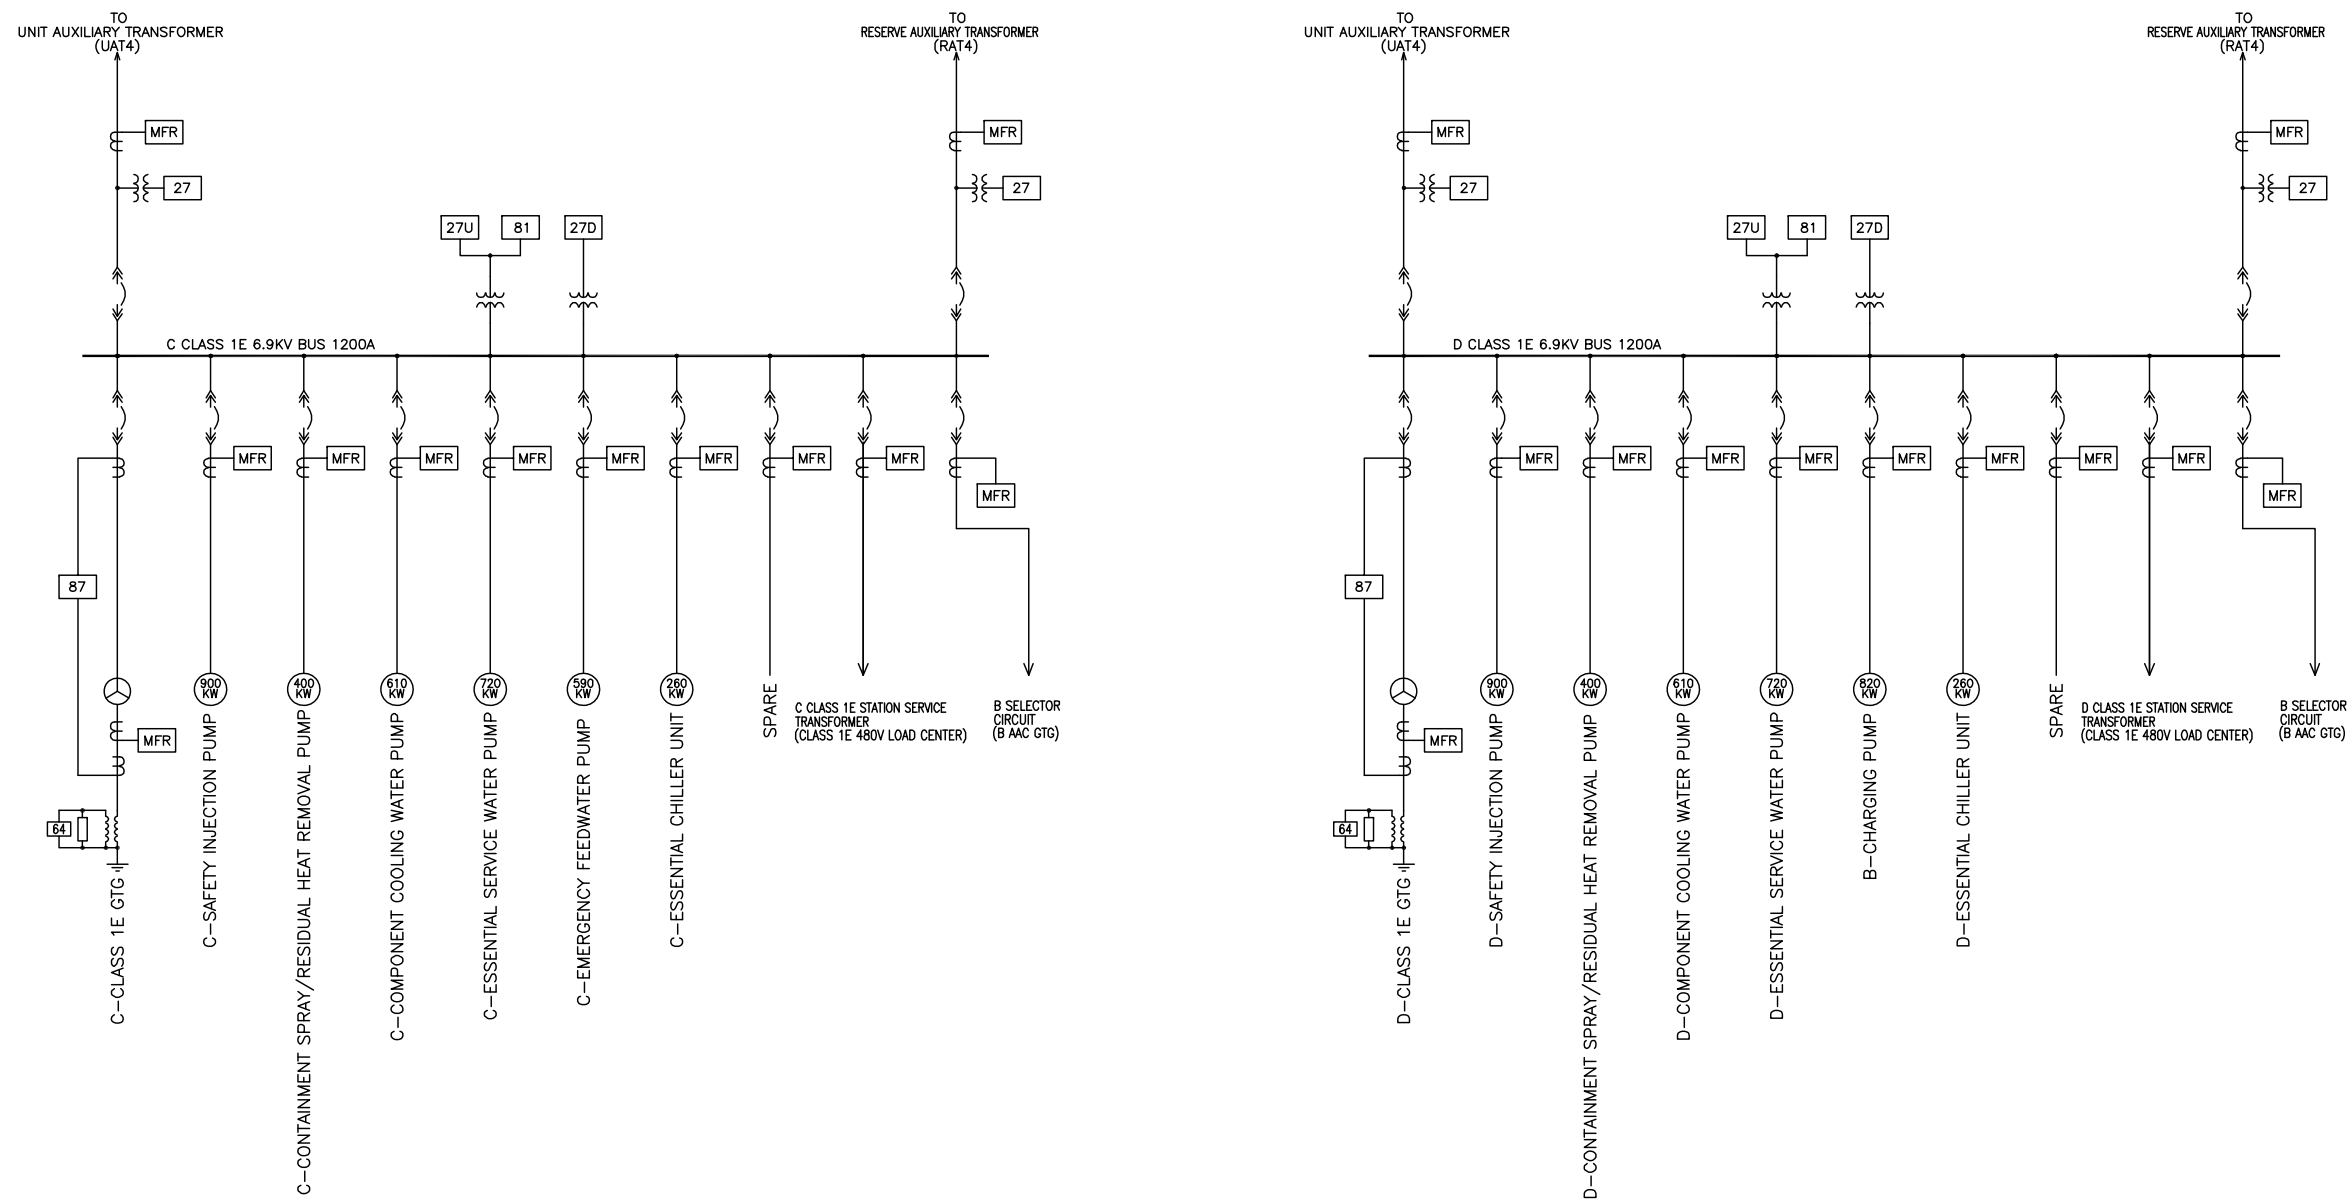 TO
UNIT AUXILIARY TRANSFORMER
(UAT4)
TO
RESERVE AUXILIARY TRANSFORMER
(RAT4)
MFR
MFR
27
27
27U
81
27D
C CLASS 1E 6.9KV BUS 1200A
MFR
MFR
MFR
MFR
MFR
MFR
MFR
MFR
MFR
87
900
KW
400
KW
610
KW
720
KW
590
KW
260
KW
MFR
64
C-CLASS 1E GTG
C-SAFETY INJECTION PUMP
C-CONTAINMENT SPRAY/RESIDUAL HEAT REMOVAL PUMP
C-COMPONENT COOLING WATER PUMP
C-ESSENTIAL SERVICE WATER PUMP
C-EMERGENCY FEEDWATER PUMP
C-ESSENTIAL CHILLER UNIT
SPARE
C CLASS 1E STATION SERVICE
TRANSFORMER
(CLASS 1E 480V LOAD CENTER)
B SELECTOR
CIRCUIT
(B AAC GTG)
TO
UNIT AUXILIARY TRANSFORMER
(UAT4)
TO
RESERVE AUXILIARY TRANSFORMER
(RAT4)
MFR
MFR
27
27
27U
81
27D
D CLASS 1E 6.9KV BUS 1200A
MFR
MFR
MFR
MFR
MFR
MFR
MFR
MFR
MFR
87
900
KW
400
KW
610
KW
720
KW
820
KW
260
KW
MFR
64
D-CLASS 1E GTG
D-SAFETY INJECTION PUMP
D-CONTAINMENT SPRAY/RESIDUAL HEAT REMOVAL PUMP
D-COMPONENT COOLING WATER PUMP
D-ESSENTIAL SERVICE WATER PUMP
B-CHARGING PUMP
D-ESSENTIAL CHILLER UNIT
SPARE
D CLASS 1E STATION SERVICE
TRANSFORMER
(CLASS 1E 480V LOAD CENTER)
B SELECTOR
CIRCUIT
(B AAC GTG)